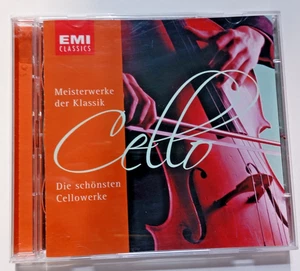 EMI
CLASSICS
Meisterwerke
der Klassik
Cello
Die schönsten
Cellowerke